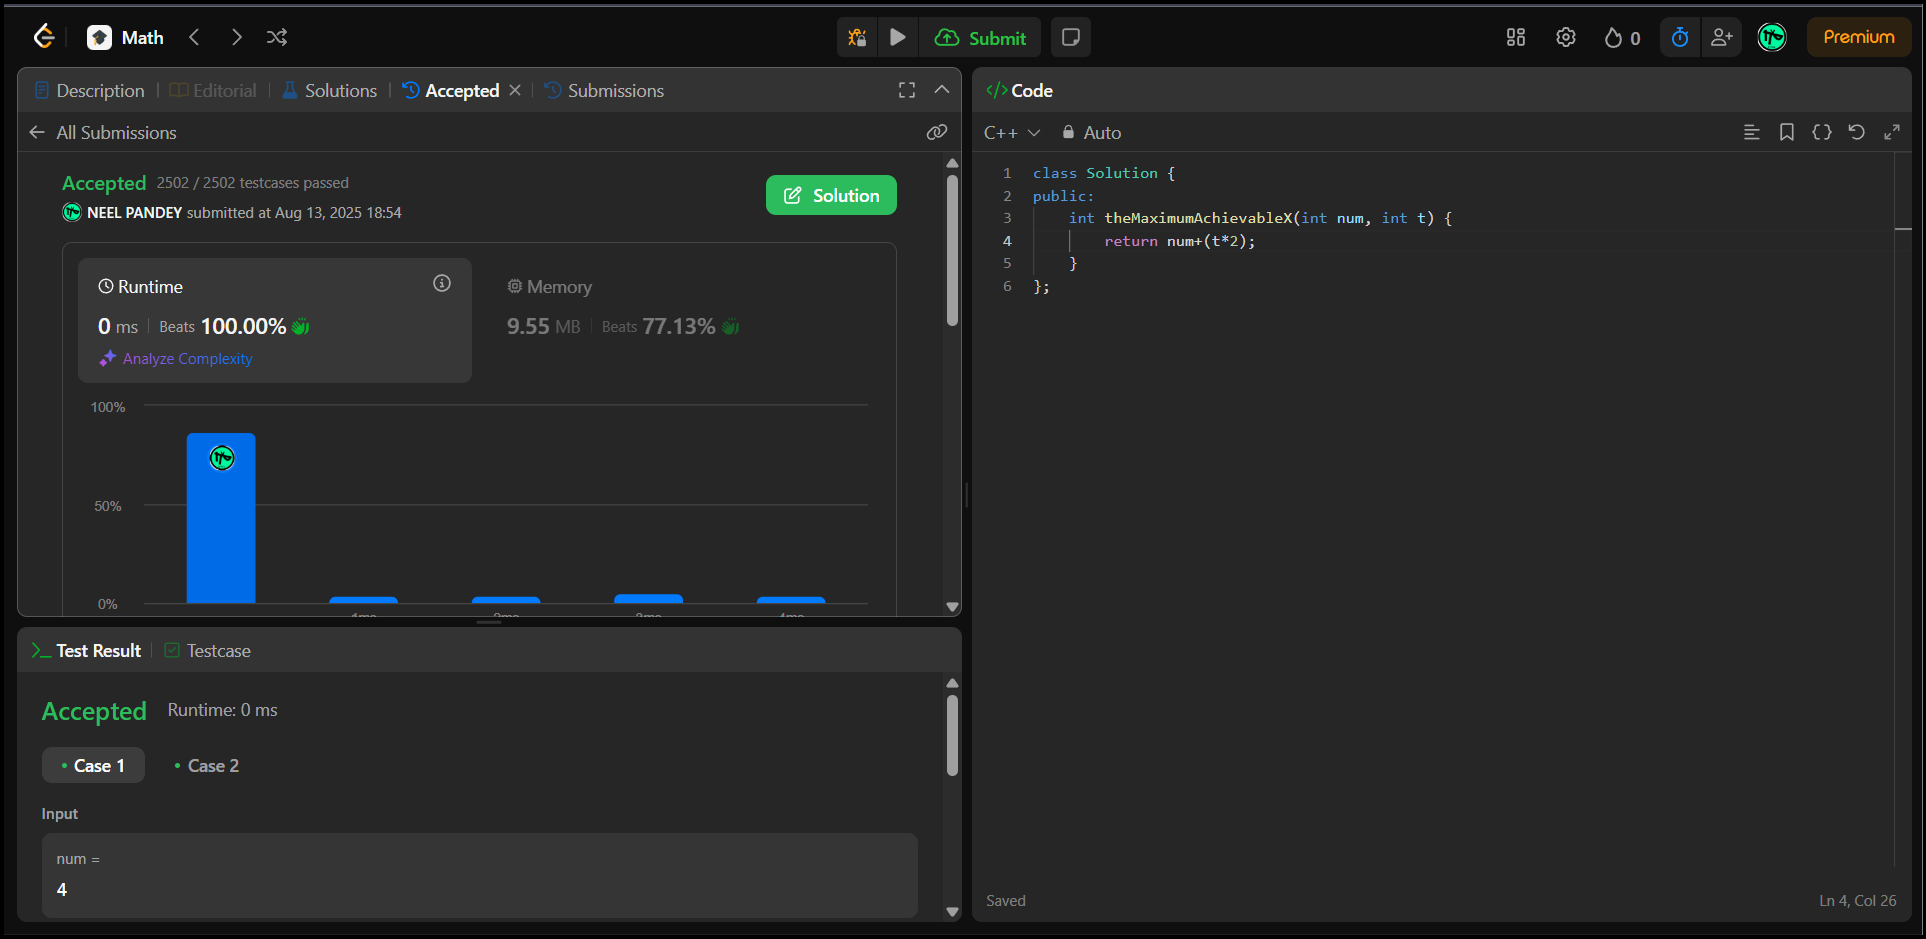 Math
Submit
0
Premium
Description
Editorial
Solutions
Accepted
Submissions
All Submissions
Accepted 2502 / 2502 testcases passed
NEEL PANDEY submitted at Aug 13, 2025 18:54
Solution
Runtime
0 ms
Beats 100.00%
Analyze Complexity
Memory
9.55 MB
Beats 77.13%
100%
50%
0%
1ms
2ms
3ms
4ms
Test Result
Testcase
Accepted Runtime: 0 ms
Case 1
Case 2
Input
num =
4
</> Code
C++
Auto
1 class Solution {
2 public:
3     int theMaximumAchievableX(int num, int t) {
4         return num+(t*2);
5     }
6 };
Saved
Ln 4, Col 26